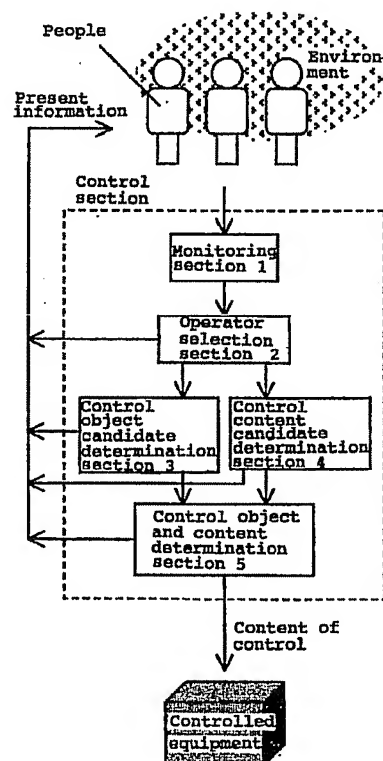 People
Environ-
ment
Present
information
Control
section
Monitoring
section 1
Operator
selection
section 2
Control
object
candidate
determination
section 3
Control
content
candidate
determination
section 4
Control object
and content
determination
section 5
Content of
control
Controlled
equipment